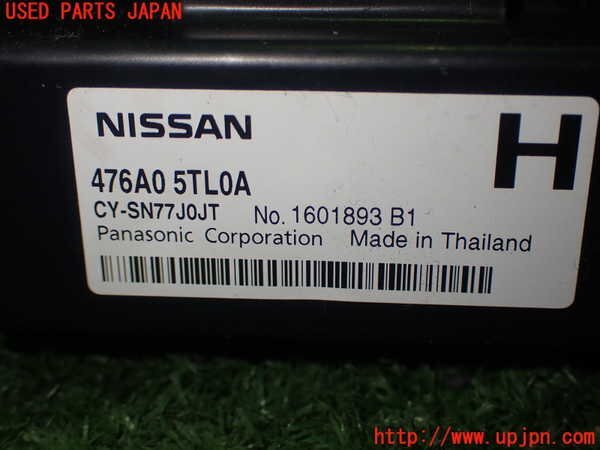 USED PARTS JAPAN
NISSAN
H
476A0 5TL0A
CY-SN77J0JT No. 1601893 B1
Panasonic Corporation Made in Thailand
http://www.upjpn.com/